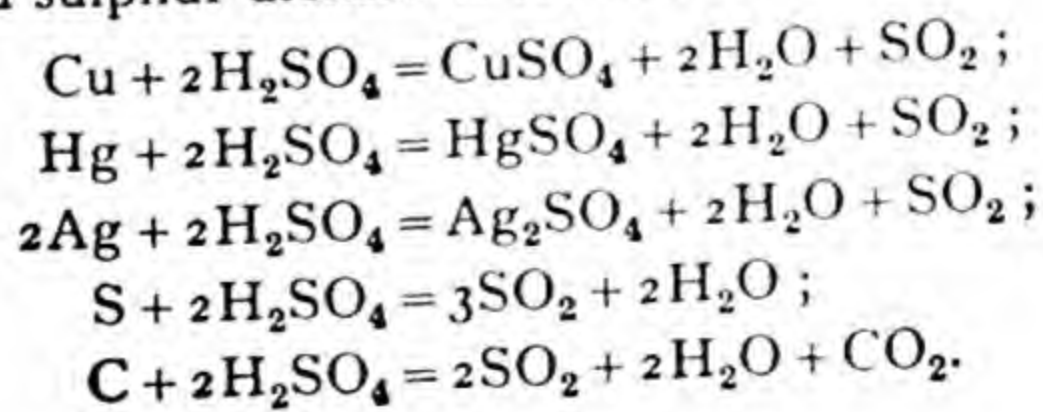 Cu + 2H₂SO₄ = CuSO₄ + 2H₂O + SO₂ ;
Hg + 2H₂SO₄ = HgSO₄ + 2H₂O + SO₂ ;
2Ag + 2H₂SO₄ = Ag₂SO₄ + 2H₂O + SO₂ ;
S + 2H₂SO₄ = 3SO₂ + 2H₂O ;
C + 2H₂SO₄ = 2SO₂ + 2H₂O + CO₂.